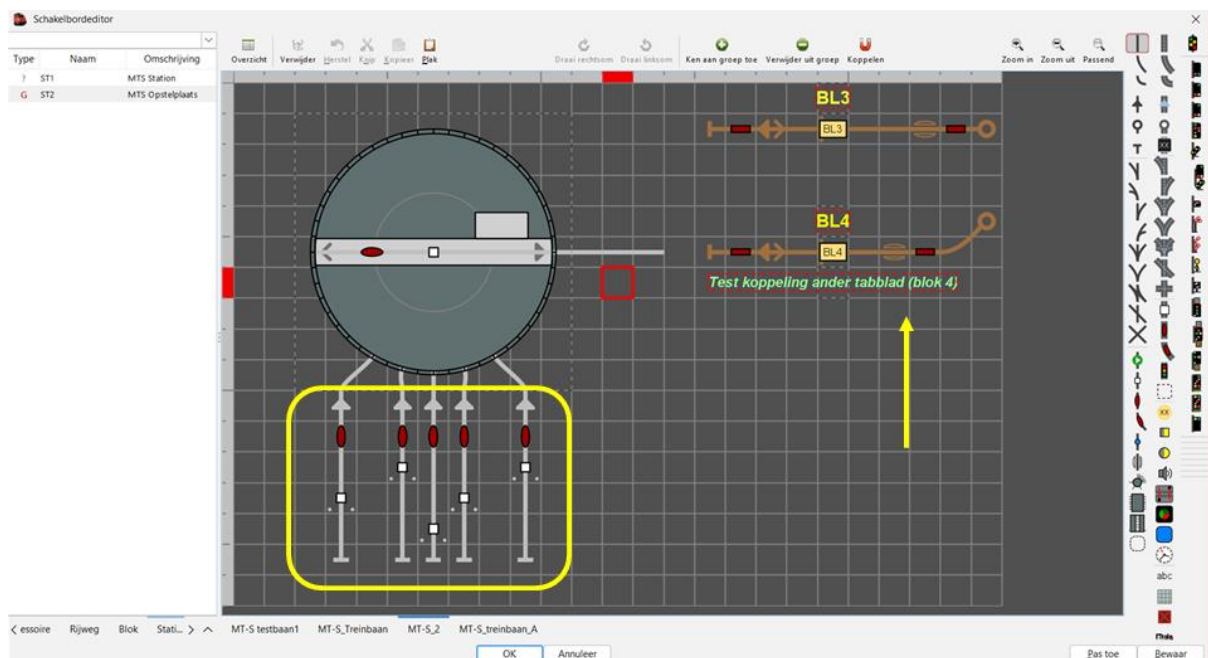 Schakelbordeditor
Type Naam Omschrijving
? ST1 MTS Station
G ST2 MTS Opstelplaats
Overzicht Verwijder Herstel Knip Kopieer Plak Draai rechtsom Draai linksom Ken aan groep toe Verwijder uit groep Koppelen Zoom in Zoom uit Passend
BL3
BL3
BL4
BL4
Test koppeling ander tabblad (blok 4)
T
XX
XX
abc
essoire Rijweg Blok Stati... MT-S testbaan1 MT-S_Treinbaan MT-S_2 MT-S_treinbaan_A
OK Annuleer Pas toe Bewaar